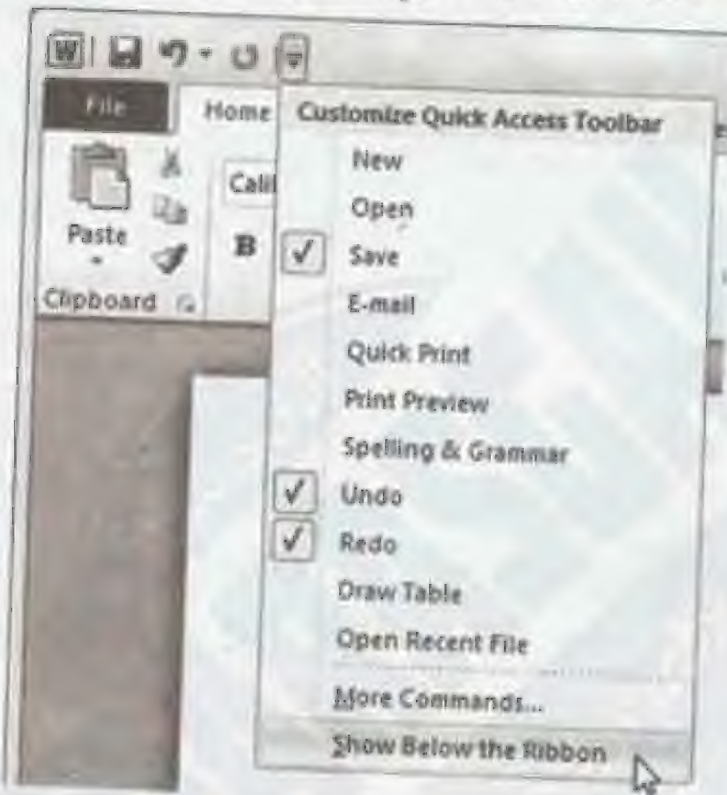 W
File Home
Customize Quick Access Toolbar
New
Cali
Open
Paste
B
Save
Clipboard
E-mail
Quick Print
Print Preview
Spelling & Grammar
Undo
Redo
Draw Table
Open Recent File
More Commands...
Show Below the Ribbon